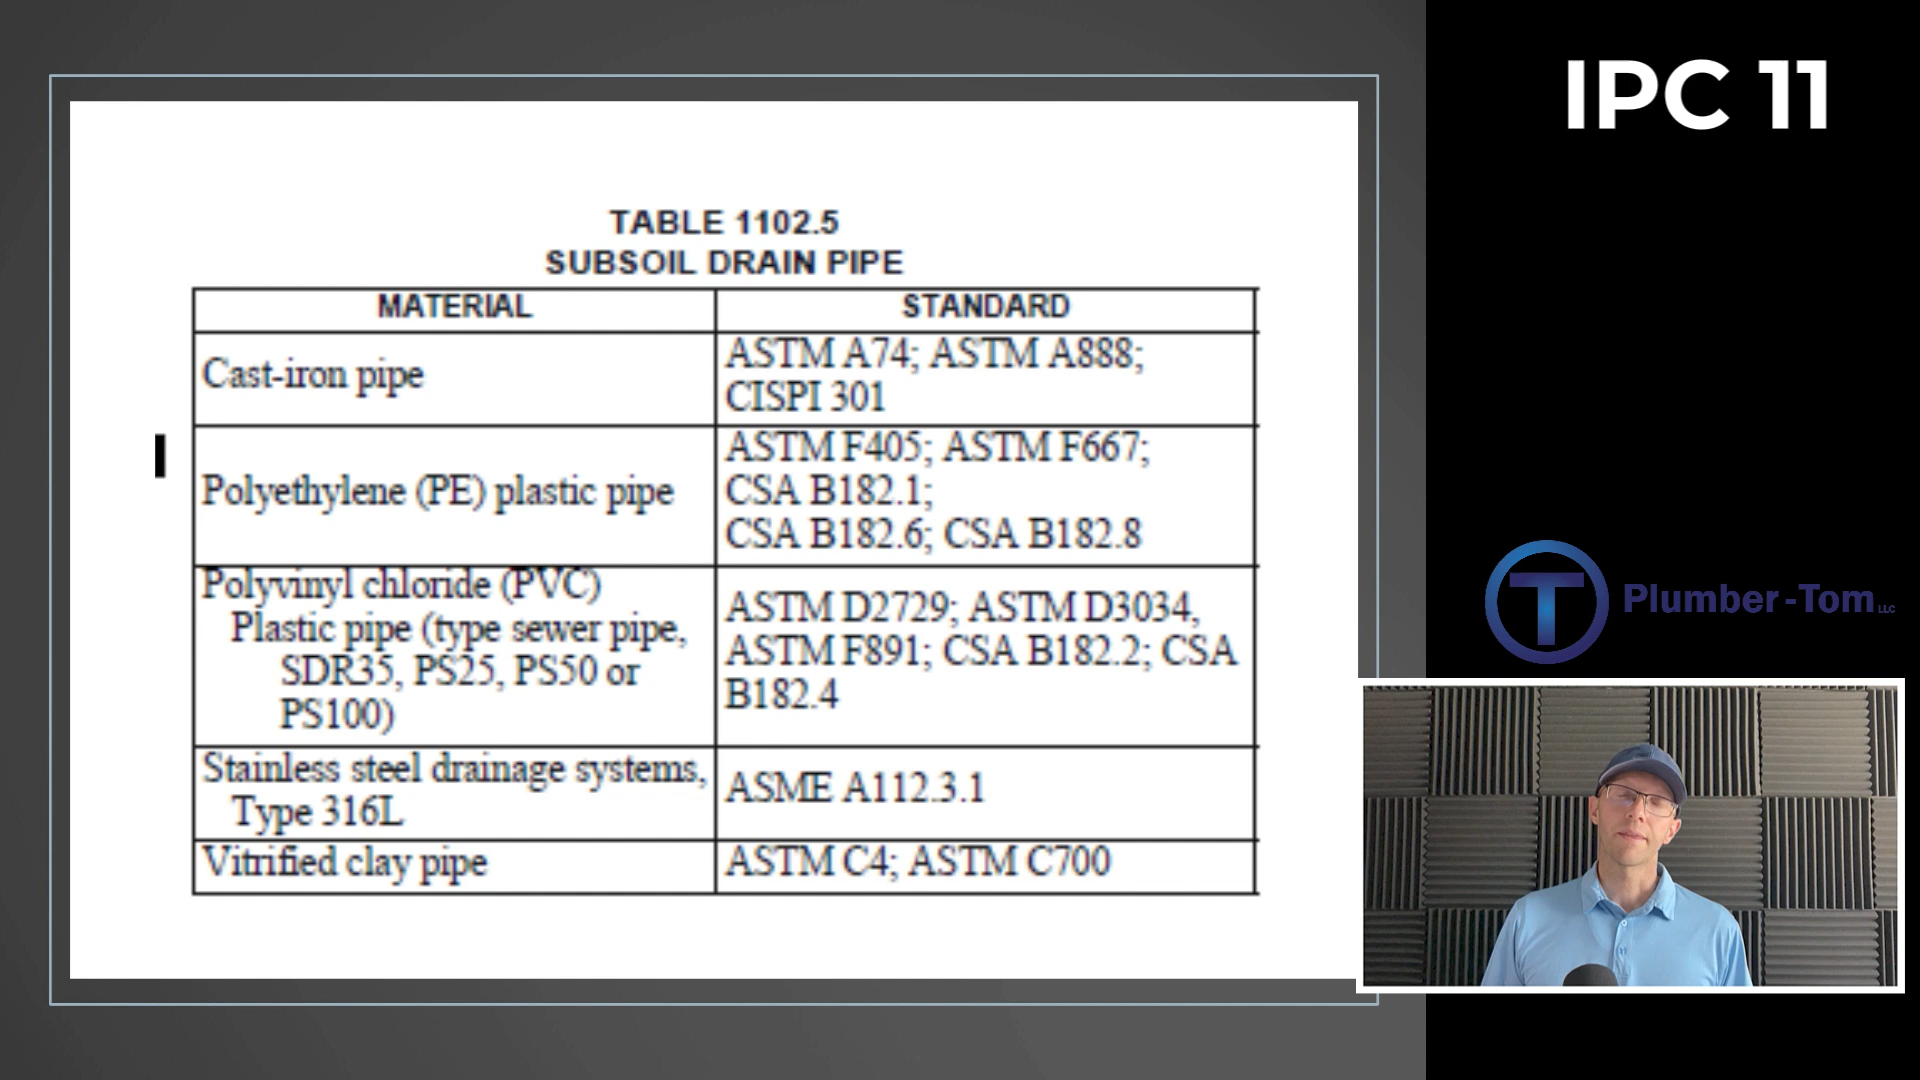 IPC 11
TABLE 1102.5
SUBSOIL DRAIN PIPE
MATERIAL
STANDARD
Cast-iron pipe
ASTM A74; ASTM A888;
CISPI 301
Polyethylene (PE) plastic pipe
ASTM F405; ASTM F667;
CSA B182.1;
CSA B182.6; CSA B182.8
Polyvinyl chloride (PVC)
Plastic pipe (type sewer pipe,
SDR35, PS25, PS50 or
PS100)
ASTM D2729; ASTM D3034,
ASTM F891; CSA B182.2; CSA
B182.4
Stainless steel drainage systems,
Type 316L
ASME A112.3.1
Vitrified clay pipe
ASTM C4; ASTM C700
T Plumber-Tom LLC